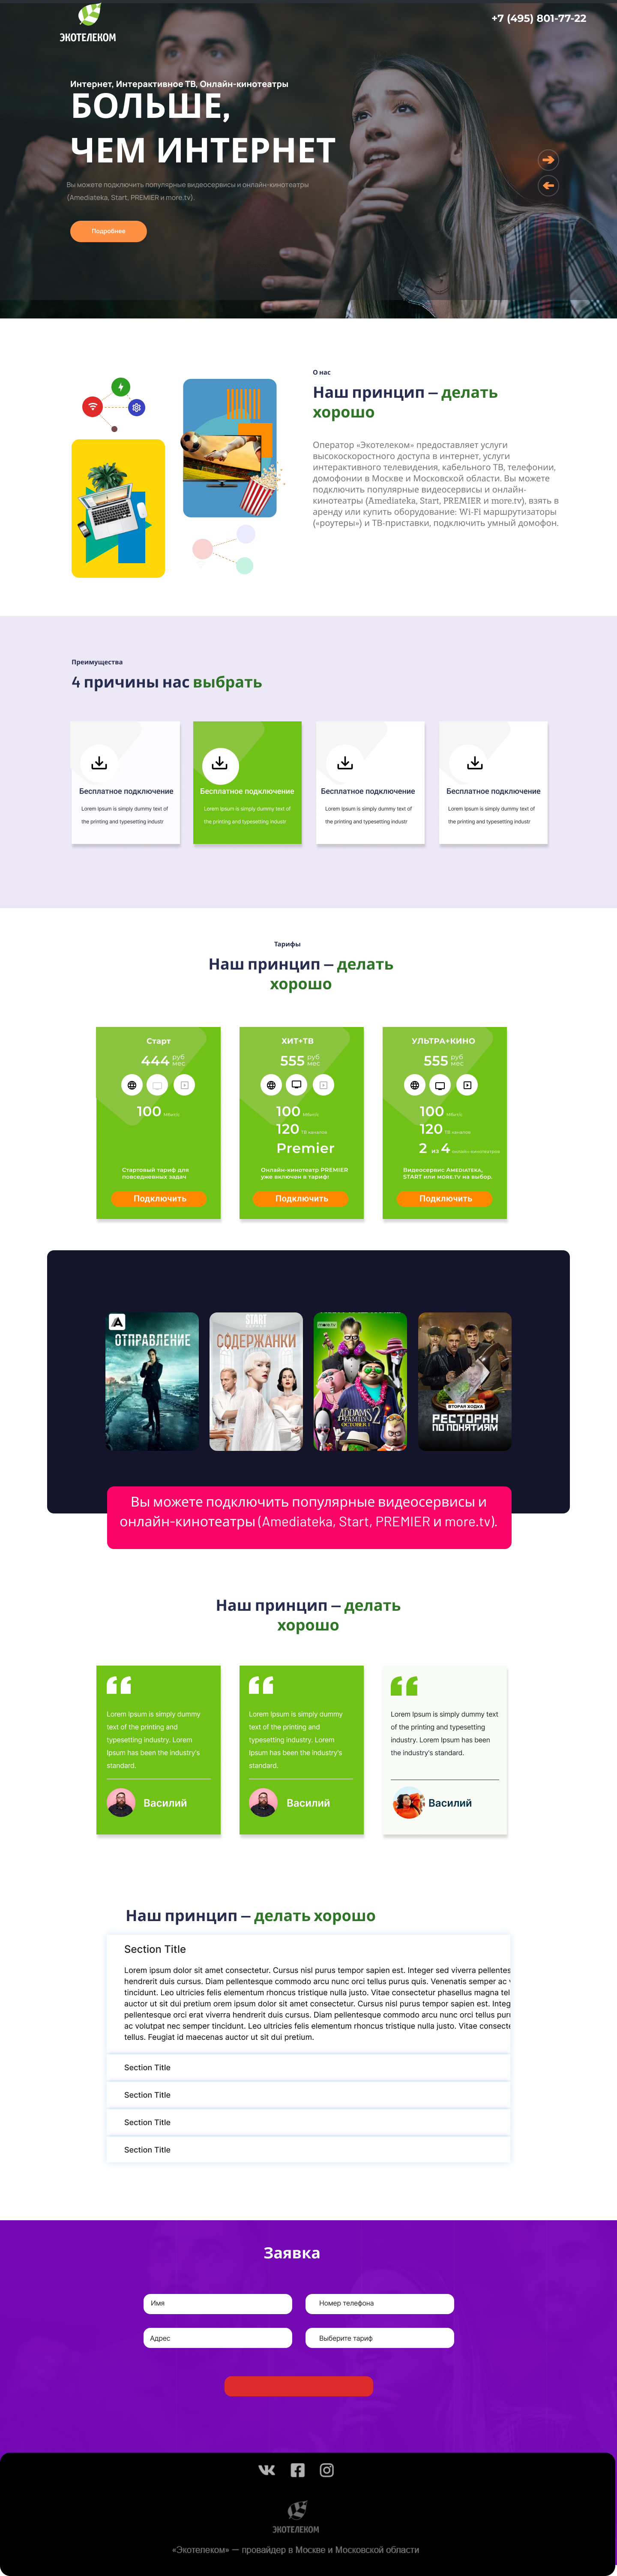 ЭКОТЕЛЕКОМ
+7 (495) 801-77-22
Интернет, Интерактивное ТВ, Онлайн-кинотеатры
БОЛЬШЕ,
ЧЕМ ИНТЕРНЕТ
Вы можете подключить популярные видеосервисы и онлайн-кинотеатры
(Amediateka, Start, PREMIER и more.tv).
Подробнее
О нас
Наш принцип – делать
хорошо
Оператор «Экотелеком» предоставляет услуги
высокоскоростного доступа в интернет, услуги
интерактивного телевидения, кабельного ТВ, телефонии,
домофонии в Москве и Московской области. Вы можете
подключить популярные видеосервисы и онлайн-
кинотеатры (Amediateka, Start, PREMIER и more.tv), взять в
аренду или купить оборудование: Wi-Fi маршрутизаторы
(«роутеры») и ТВ-приставки, подключить умный домофон.
Преимущества
4 причины нас выбрать
Бесплатное подключение
Lorem Ipsum is simply dummy text of
the printing and typesetting industr
Бесплатное подключение
Lorem Ipsum is simply dummy text of
the printing and typesetting industr
Бесплатное подключение
Lorem Ipsum is simply dummy text of
the printing and typesetting industr
Бесплатное подключение
Lorem Ipsum is simply dummy text of
the printing and typesetting industr
Тарифы
Наш принцип – делать
хорошо
Старт
444 руб
мес
100 Мбит/с
Стартовый тариф для
повседневных задач
Подключить
ХИТ+ТВ
555 руб
мес
100 Мбит/с
120 ТВ каналов
Premier
Онлайн-кинотеатр PREMIER
уже включен в тариф!
Подключить
УЛЬТРА+КИНО
555 руб
мес
100 Мбит/с
120 ТВ каналов
2 из 4 онлайн-кинотеатров
Видеосервис AMEDIATEKA,
START или MORE.TV на выбор.
Подключить
ОТПРАВЛЕНИЕ
START
СОДЕРЖАНКИ
ADDAMS
FAMILY 2
OCTOBER 1
ВТОРАЯ ХОДКА
РЕСТОРАН
ПО ПОНЯТИЯМ
Вы можете подключить популярные видеосервисы и
онлайн-кинотеатры (Amediateka, Start, PREMIER и more.tv).
Наш принцип – делать
хорошо
Lorem Ipsum is simply dummy
text of the printing and
typesetting industry. Lorem
Ipsum has been the industry's
standard.
Василий
Lorem Ipsum is simply dummy
text of the printing and
typesetting industry. Lorem
Ipsum has been the industry's
standard.
Василий
Lorem Ipsum is simply dummy text
of the printing and typesetting
industry. Lorem Ipsum has been
the industry's standard.
Василий
Наш принцип – делать хорошо
Section Title
Lorem ipsum dolor sit amet consectetur. Cursus nisl purus tempor sapien est. Integer sed viverra pellentes
hendrerit duis cursus. Diam pellentesque commodo arcu nunc orci tellus purus quis. Venenatis semper ac
tincidunt. Leo ultricies felis elementum rhoncus tristique nulla justo. Vitae consectetur phasellus magna tel
auctor ut sit dui pretium orem ipsum dolor sit amet consectetur. Cursus nisl purus tempor sapien est. Integ
pellentesque orci erat viverra hendrerit duis cursus. Diam pellentesque commodo arcu nunc orci tellus pur
ac volutpat nec semper tincidunt. Leo ultricies felis elementum rhoncus tristique nulla justo. Vitae consect
tellus. Feugiat id maecenas auctor ut sit dui pretium.
Section Title
Section Title
Section Title
Section Title
Заявка
Имя
Номер телефона
Адрес
Выберите тариф
ЭКОТЕЛЕКОМ
«Экотелеком» — провайдер в Москве и Московской области